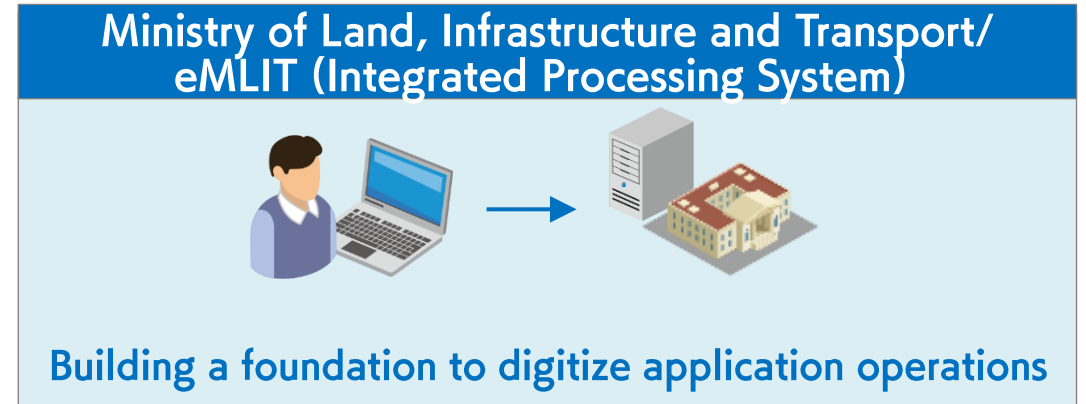 Ministry of Land, Infrastructure and Transport/
eMLIT (Integrated Processing System)
Building a foundation to digitize application operations